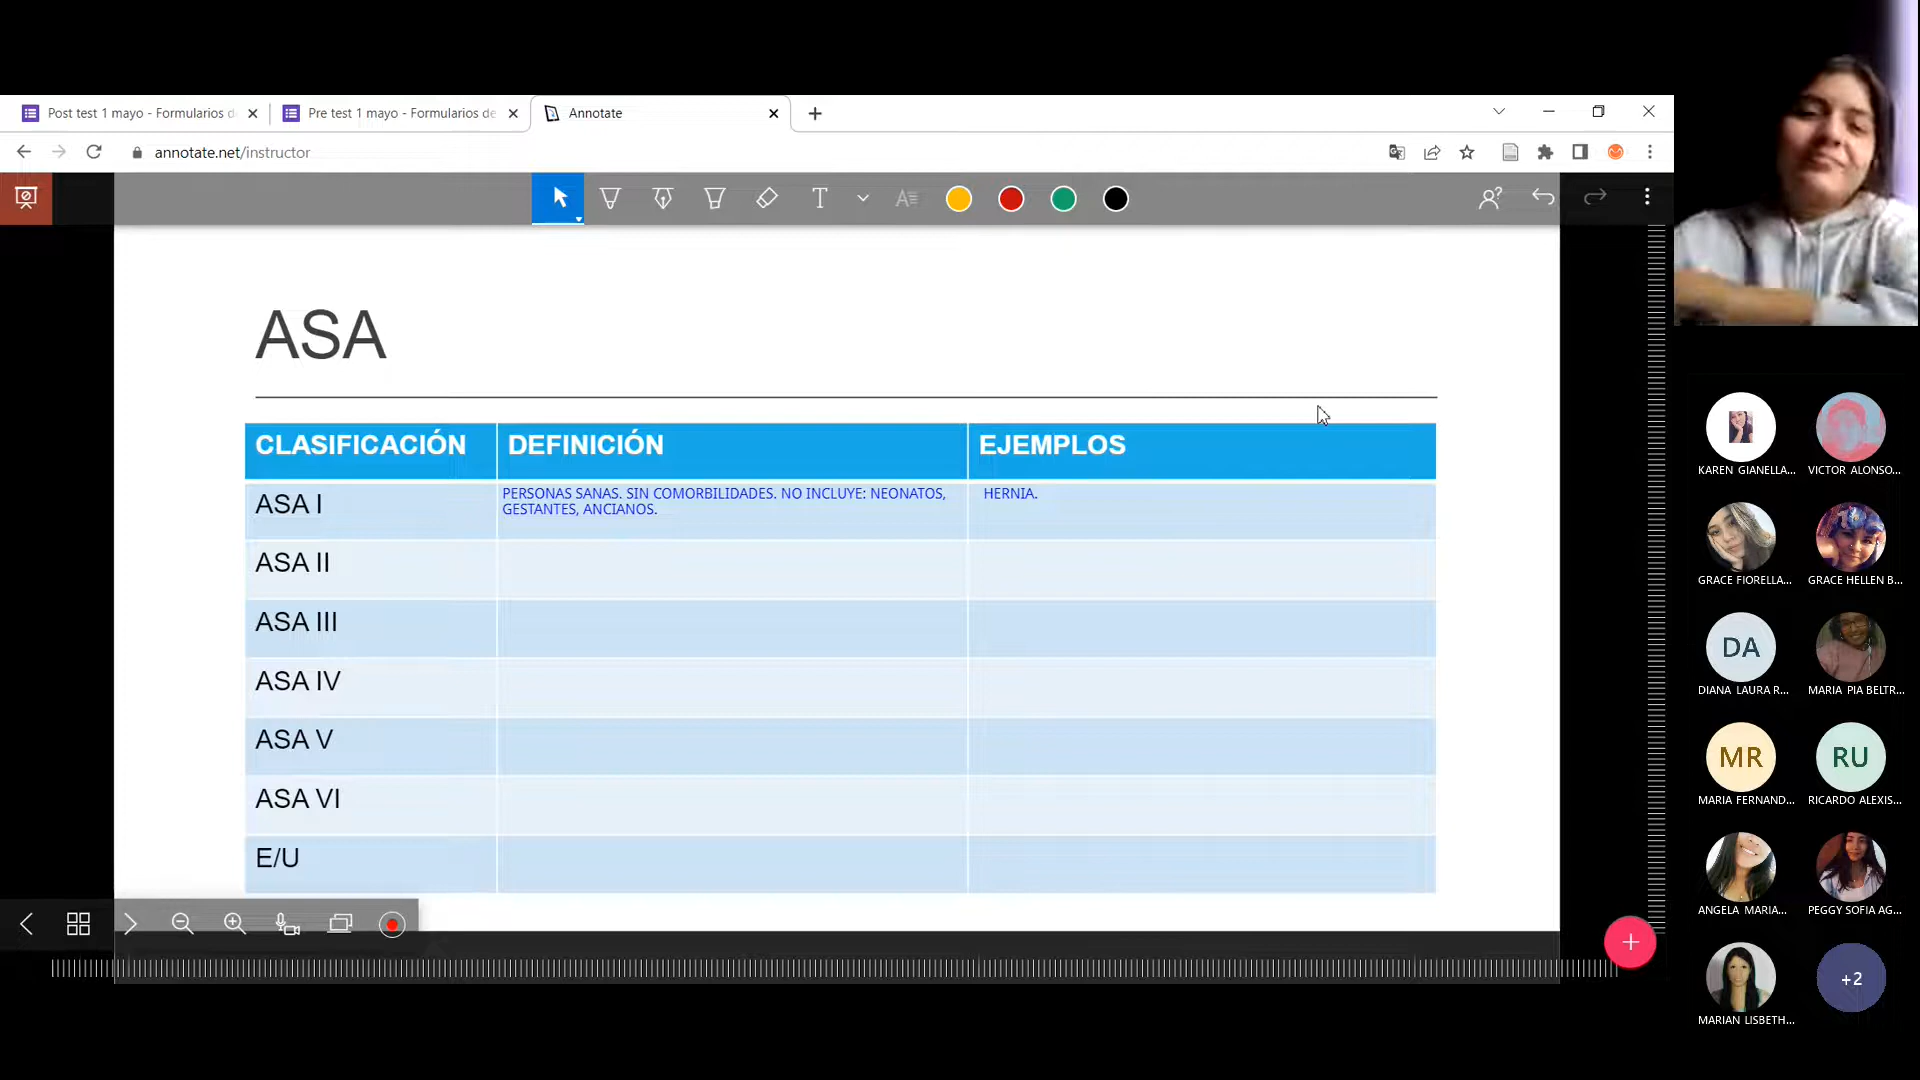 Post test 1 mayo - Formularios d
Pre test 1 mayo - Formularios de
Annotate
annotate.net/instructor
ASA
CLASIFICACIÓN DEFINICIÓN EJEMPLOS
ASA I PERSONAS SANAS. SIN COMORBILIDADES. NO INCLUYE: NEONATOS, HERNIA.
GESTANTES, ANCIANOS.
ASA II
ASA III
ASA IV
ASA V
ASA VI
E/U
KAREN GIANELLA... VICTOR ALONSO...
GRACE FIORELLA... GRACE HELLEN B...
DA
DIANA LAURA R... MARIA PIA BELTR...
MR RU
MARIA FERNAND... RICARDO ALEXIS...
ANGELA MARIA... PEGGY SOFIA AG...
+2
MARIAN LISBETH...